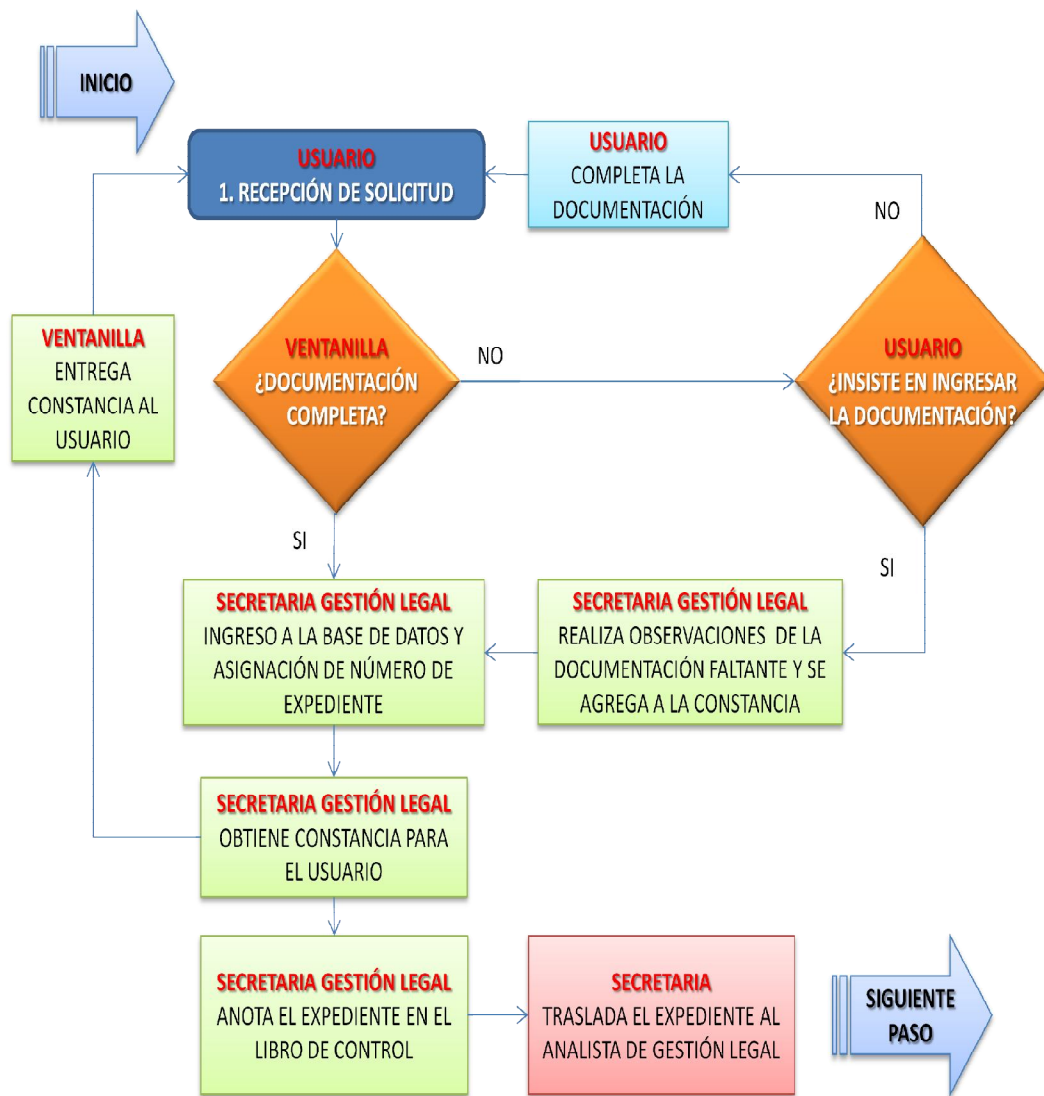 INICIO
USUARIO
1. RECEPCIÓN DE SOLICITUD
USUARIO
COMPLETA LA
DOCUMENTACIÓN
NO
VENTANILLA
ENTREGA
CONSTANCIA AL
USUARIO
VENTANILLA
¿DOCUMENTACIÓN
COMPLETA?
NO
USUARIO
¿INSISTE EN INGRESAR
LA DOCUMENTACIÓN?
SI
SI
SECRETARIA GESTIÓN LEGAL
INGRESO A LA BASE DE DATOS Y
ASIGNACIÓN DE NÚMERO DE
EXPEDIENTE
SECRETARIA GESTIÓN LEGAL
REALIZA OBSERVACIONES DE LA
DOCUMENTACIÓN FALTANTE Y SE
AGREGA A LA CONSTANCIA
SECRETARIA GESTIÓN LEGAL
OBTIENE CONSTANCIA PARA
EL USUARIO
SECRETARIA GESTIÓN LEGAL
ANOTA EL EXPEDIENTE EN EL
LIBRO DE CONTROL
SECRETARIA
TRASLADA EL EXPEDIENTE AL
ANALISTA DE GESTIÓN LEGAL
SIGUIENTE
PASO